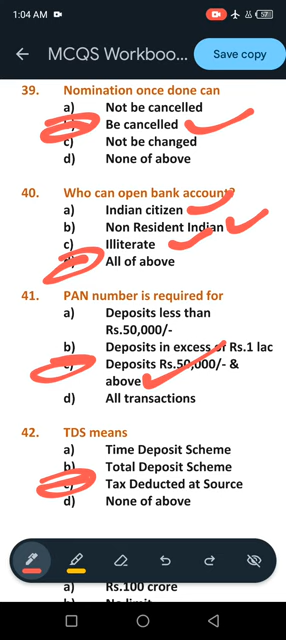 1:04 AM
57
MCQS Workboo...
Save copy
39. Nomination once done can
a) Not be cancelled
Be cancelled
c) Not be changed
d) None of above
40. Who can open bank account?
a) Indian citizen
b) Non Resident Indian
c) Illiterate
All of above
41. PAN number is required for
a) Deposits less than
Rs.50,000/-
b) Deposits in excess of Rs.1 lac
c) Deposits Rs.50,000/- &
above
d) All transactions
42. TDS means
a) Time Deposit Scheme
b) Total Deposit Scheme
c) Tax Deducted at Source
d) None of above
a) Rs.100 crore